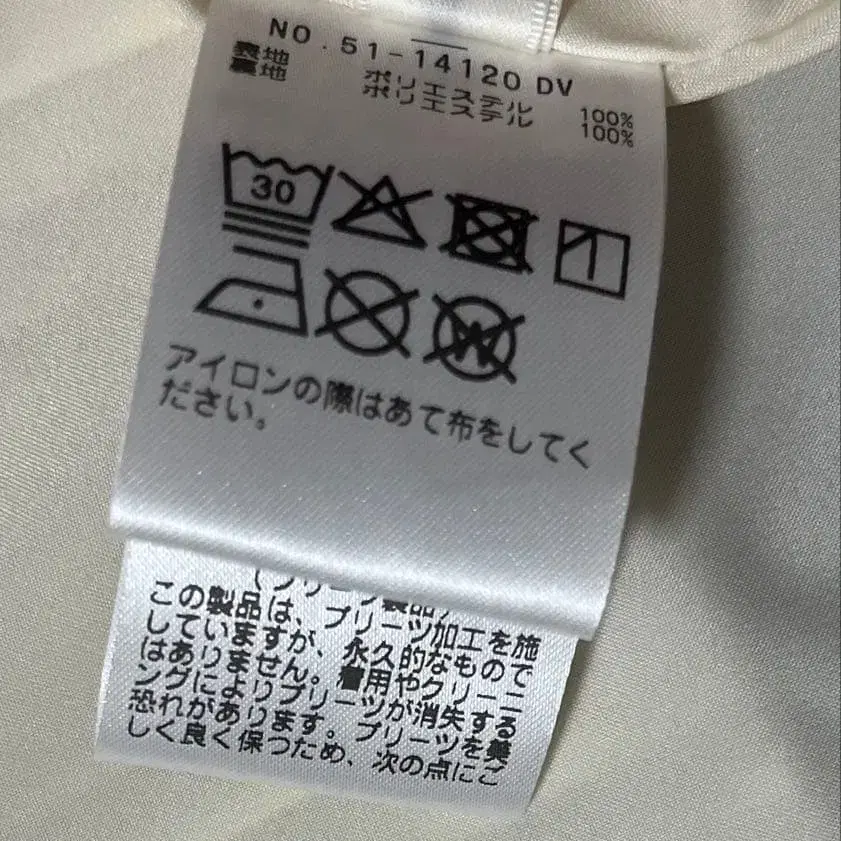 NO.51-14120 DV
表地 ポリエステル 100%
裏地 ポリエステル 100%
30
W
アイロンの際はあて布をしてく
ださい。
この製品は、プリーツ加工を施
していますが、永久的なもので
はありません。着用やクリーニ
ングによりプリーツが消失する
恐れがあります。プリーツを美
しく良く保つため、次の点にご